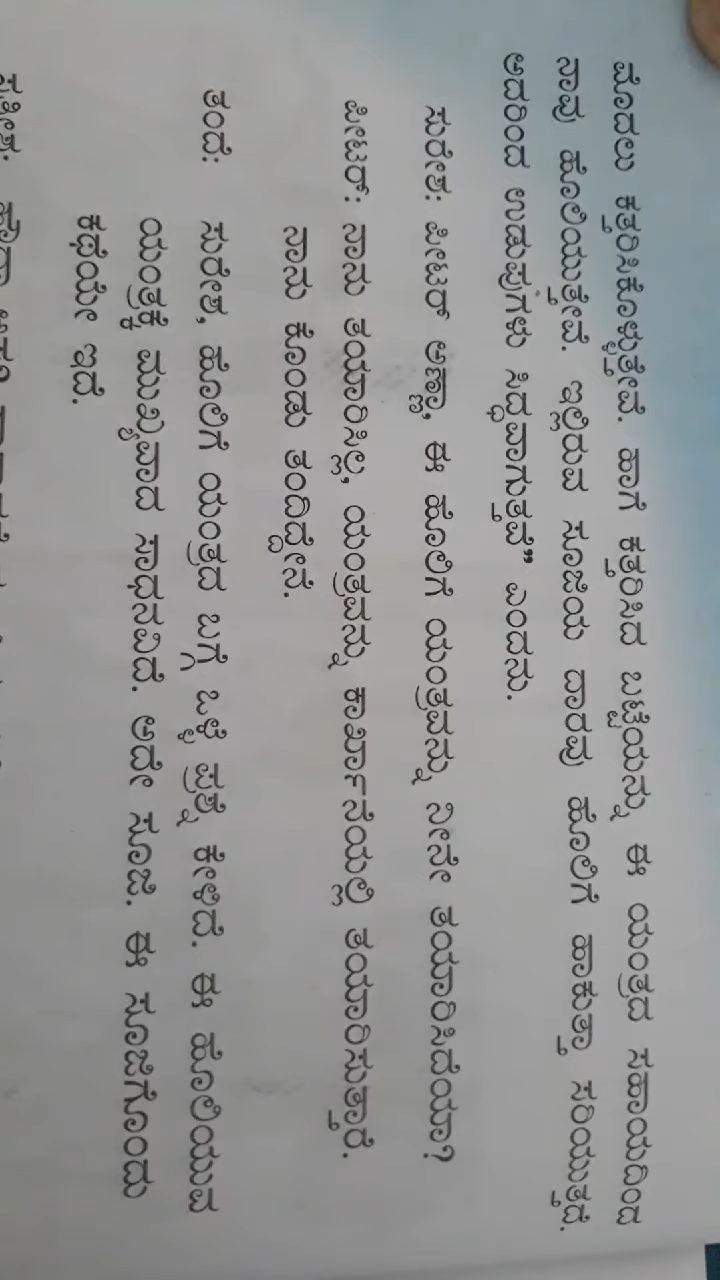 ಮೊದಲು ಕತ್ತರಿಸಿಕೊಳ್ಳುತ್ತೇವೆ. ಹಾಗೆ ಕತ್ತರಿಸಿದ ಬಟ್ಟೆಯನ್ನು ಈ ಯಂತ್ರದ ಸಹಾಯದಿಂದ
ನಾವು ಹೊಲಿಯುತ್ತೇವೆ. ಇಲ್ಲಿರುವ ಸೂಜಿಯ ದಾರವು ಹೊಲಿಗೆ ಹಾಕುತ್ತಾ ಸರಿಯುತ್ತದೆ.
ಅದರಿಂದ ಉಡುಪುಗಳು ಸಿದ್ಧವಾಗುತ್ತವೆ” ಎಂದನು.
ಸುರೇಶ: ಪೀಟರ್ ಅಣ್ಣಾ, ಈ ಹೊಲಿಗೆ ಯಂತ್ರವನ್ನು ನೀನೇ ತಯಾರಿಸಿದೆಯಾ?
ಪೀಟರ್: ನಾನು ತಯಾರಿಸಿಲ್ಲ, ಯಂತ್ರವನ್ನು ಕಾರ್ಖಾನೆಯಲ್ಲಿ ತಯಾರಿಸುತ್ತಾರೆ.
ನಾನು ಕೊಂಡು ತಂದಿದ್ದೇನೆ.
ತಂದೆ: ಸುರೇಶ, ಹೊಲಿಗೆ ಯಂತ್ರದ ಬಗ್ಗೆ ಒಳ್ಳೆ ಪ್ರಶ್ನೆ ಕೇಳಿದೆ. ಈ ಹೊಲಿಯುವ
ಯಂತ್ರಕ್ಕೆ ಮುಖ್ಯವಾದ ಸಾಧನವಿದೆ. ಅದೇ ಸೂಜಿ. ಈ ಸೂಜಿಗೊಂದು
ಕಥೆಯೇ ಇದೆ.